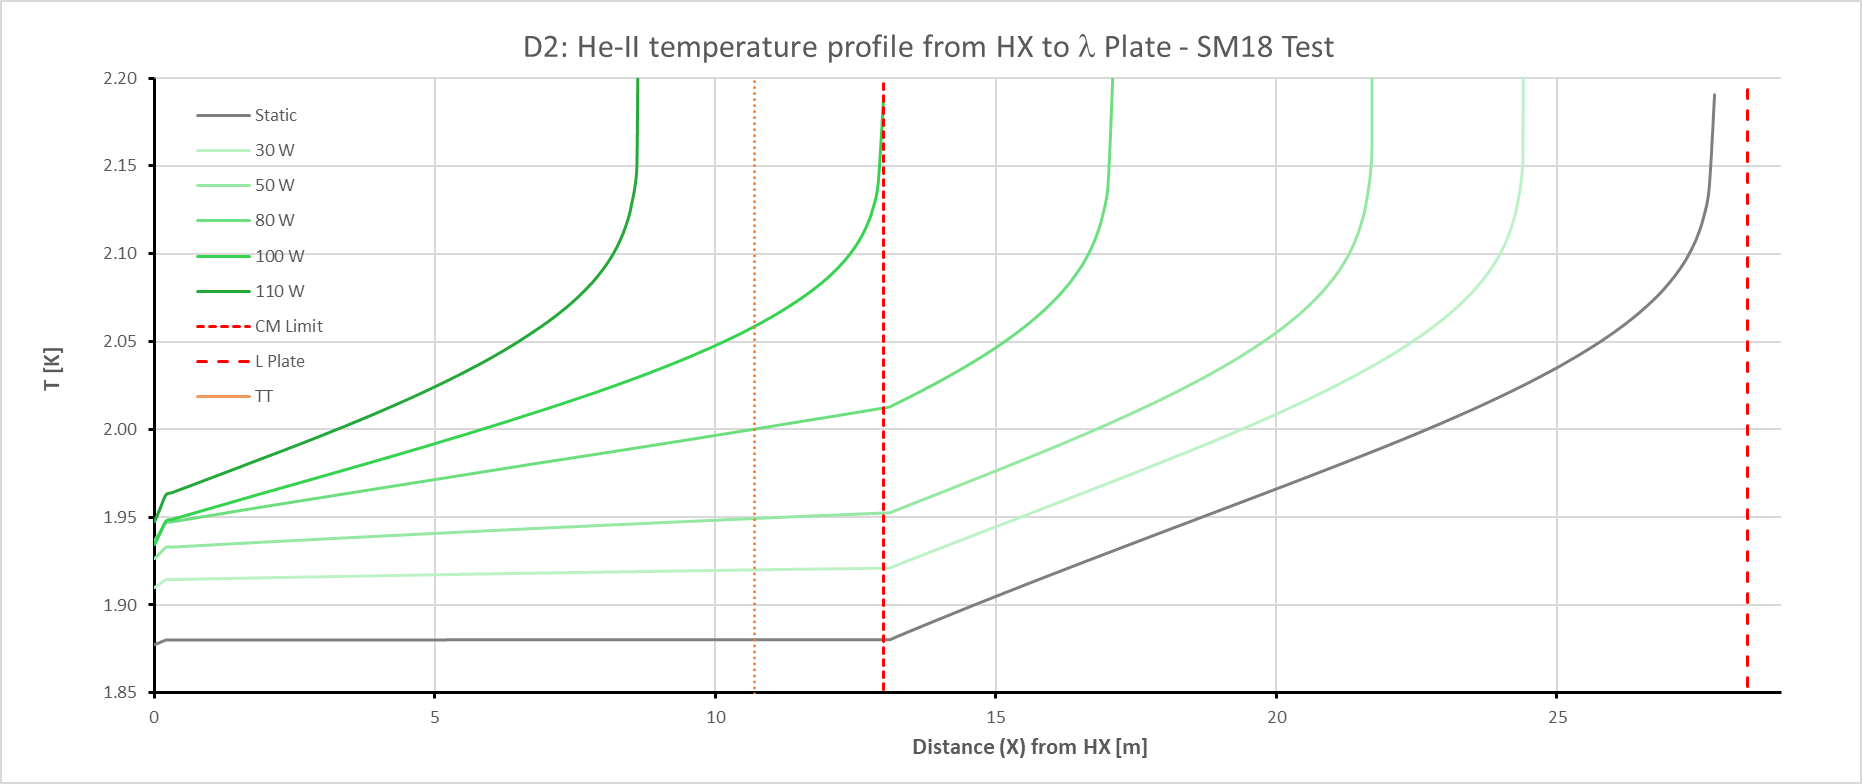 D2: He-II temperature profile from HX to λ Plate - SM18 Test
2.20
2.15
2.10
2.05
2.00
1.95
1.90
1.85
T [K]
Static
30 W
50 W
80 W
100 W
110 W
CM Limit
L Plate
TT
0 5 10 15 20 25
Distance (X) from HX [m]